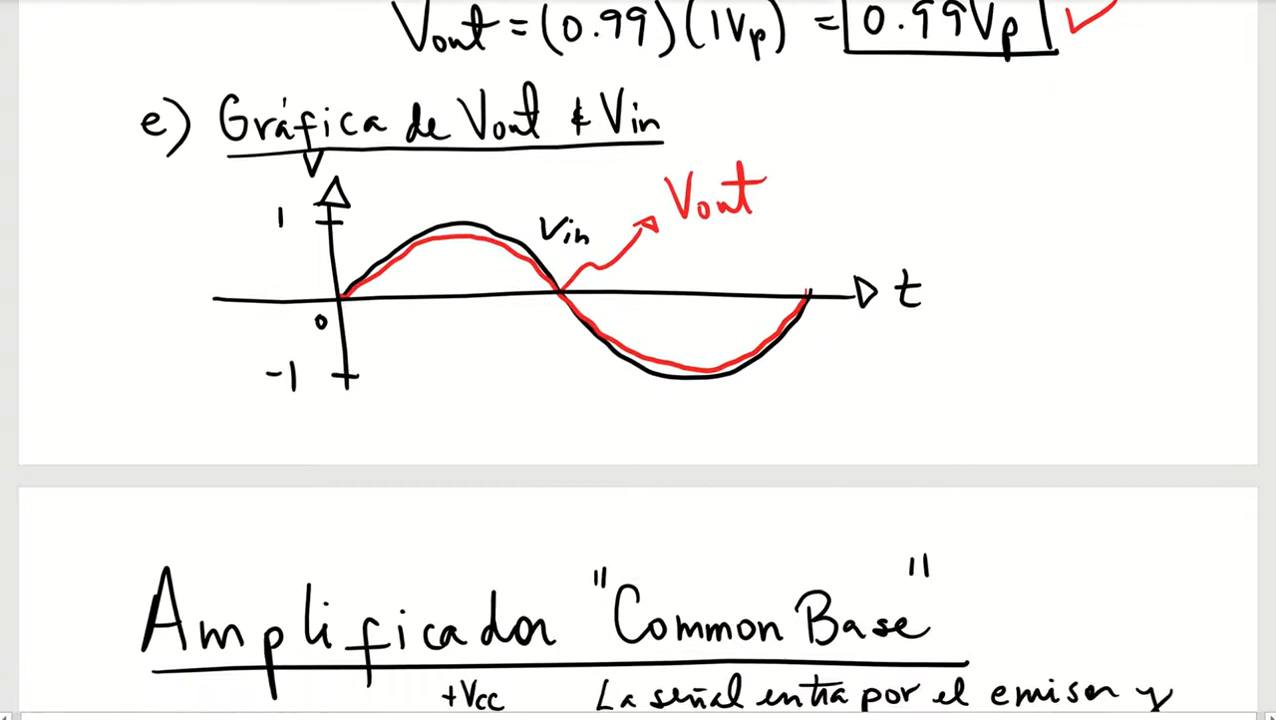 Vout = (0.99)(1Vp) = 0.99Vp ✓
e) Gráfica de Vout & Vin
V
Vout
1
Vin
t
0
-1
Amplificador "Common Base"
+Vcc La señal entra por el emisor y